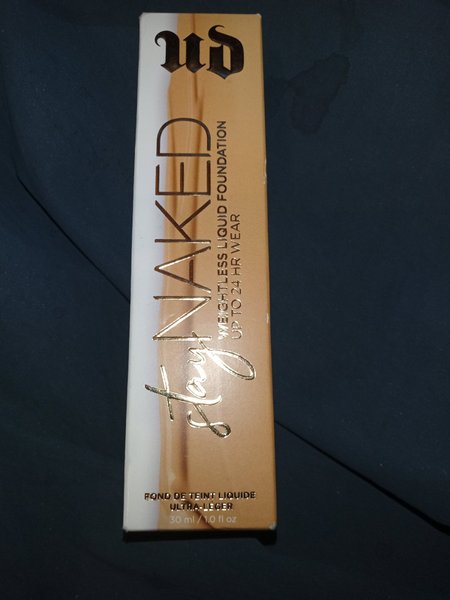 UD
stay NAKED
WEIGHTLESS LIQUID FOUNDATION
UP TO 24 HR WEAR
FOND DE TEINT LIQUIDE
ULTRA-LÉGER
30 ml / 1.0 fl oz